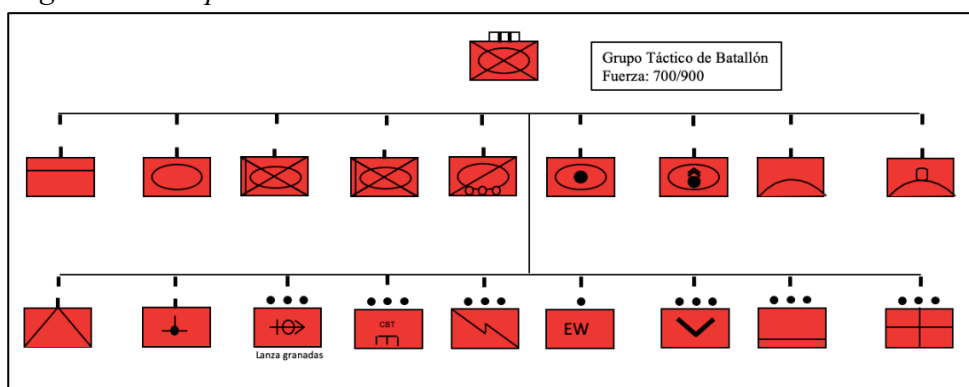 Grupo Táctico de Batallón
Fuerza: 700/900
CBT
EW
Lanza granadas